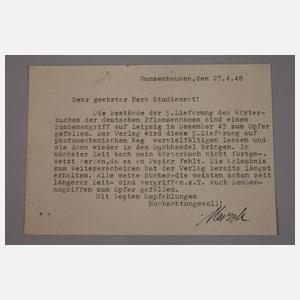 Gunzenhausen, den 27.4.48
Sehr geehrter Herr Studienrat!
Die Bestände der 5.Lieferung des Wörter-
buches der deutschen Pflanzennamen sind einem
Bombenangriff auf Leipzig im Dezember 43 zum Opfer
gefallen. Der Verlag wird diese 5.Lieferung auf
photomechanischem Weg vervielfältigen lassen und
sie dann wieder in den Buchhandel bringen. In
nächster Zeit kann mein Wörterbuch nicht fortge-
setzt werden, da es an Papier fehlt. Die Erlaubnis
zum Weitererscheinen hat der Verlag bereits längst
erhalten. Alle meine Bücher-die meisten schon seit
längerer Zeit- sind vergriffen, z.T. auch Bomben-
angriffen zum Opfer gefallen.
Mit besten Empfehlungen
Hochachtungsvoll!